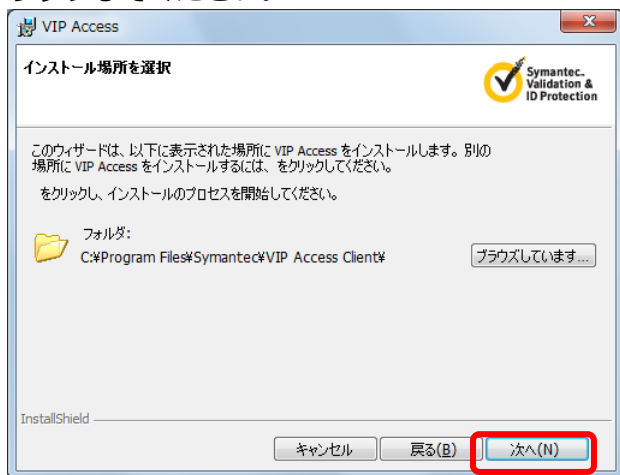 VIP Access
インストール場所を選択
Symantec.
Validation &
ID Protection
このウィザードは、以下に表示された場所に VIP Access をインストールします。別の
場所に VIP Access をインストールするには、をクリックしてください。
をクリックし、インストールのプロセスを開始してください。
フォルダ:
C:¥Program Files¥Symantec¥VIP Access Client¥
ブラウズしています...
InstallShield
キャンセル
戻る(B)
次へ(N)